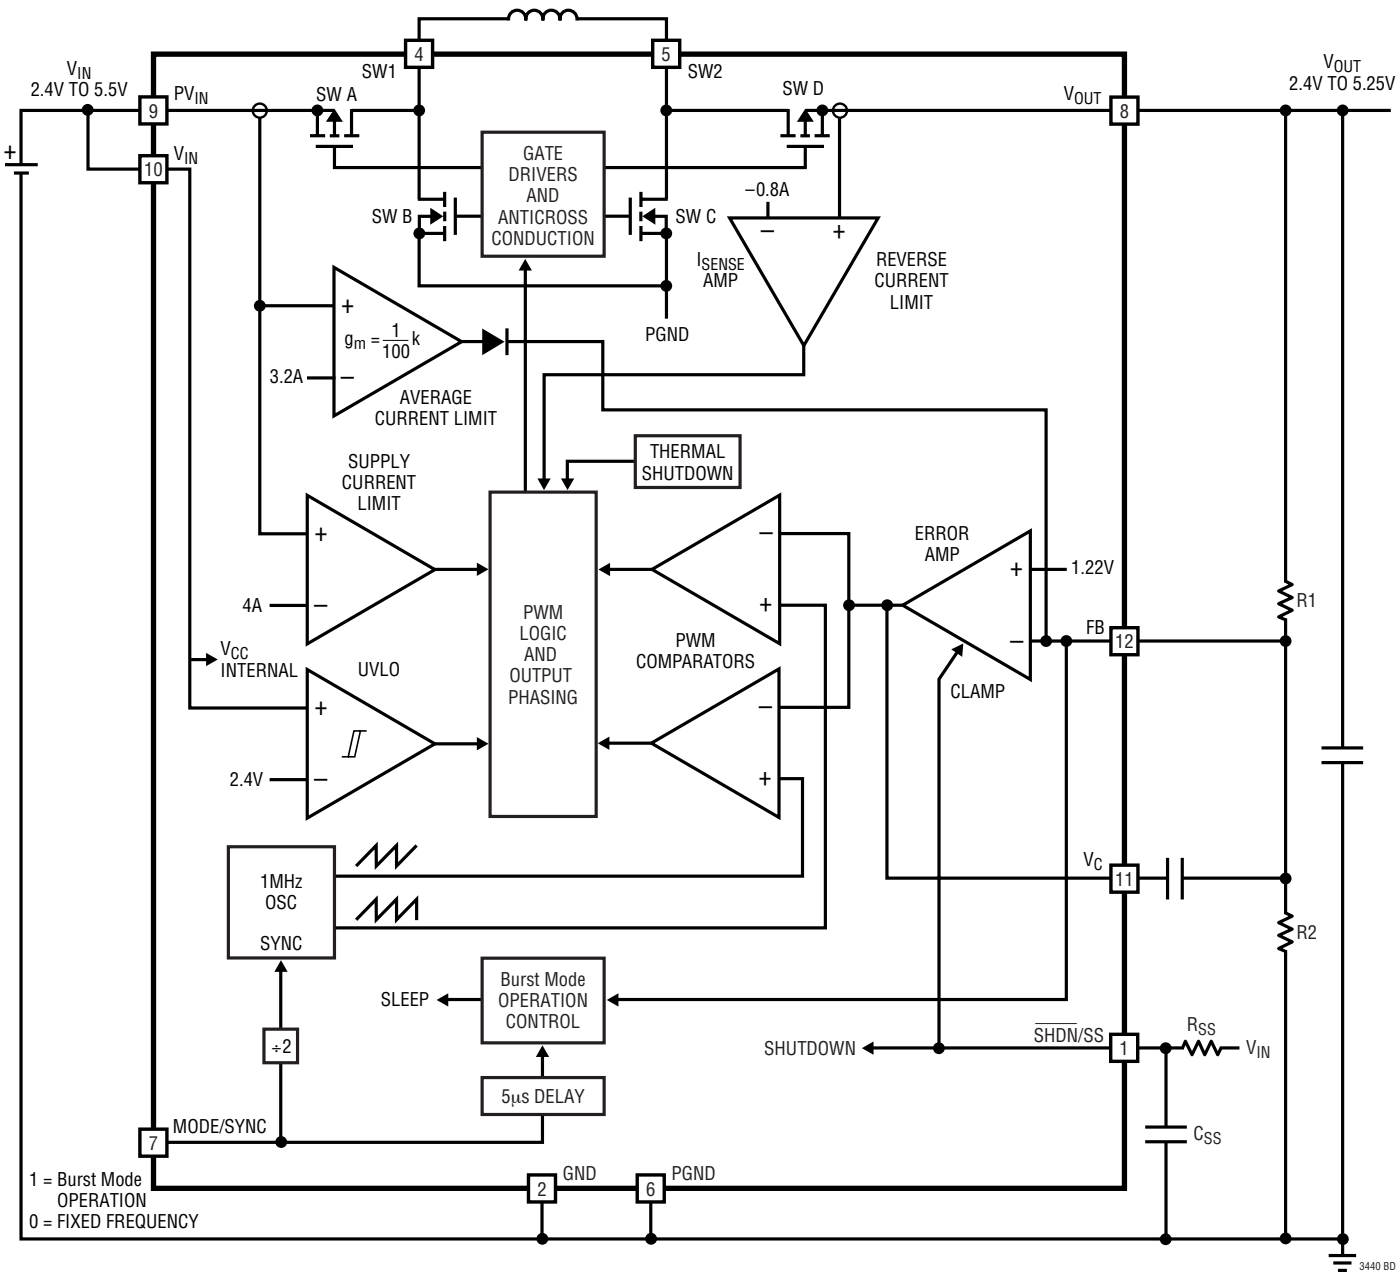 4
5
SW1
SW2
VIN
2.4V TO 5.5V
9
PVIN
SW A
SW D
VOUT
8
VOUT
2.4V TO 5.25V
+
10
VIN
GATE
DRIVERS
AND
ANTICROSS
CONDUCTION
SW B
SW C
–0.8A
–
+
ISENSE
AMP
REVERSE
CURRENT
LIMIT
PGND
+
gm = 1/100 k
3.2A
–
AVERAGE
CURRENT LIMIT
THERMAL
SHUTDOWN
SUPPLY
CURRENT
LIMIT
+
4A
–
–
+
ERROR
AMP
+
1.22V
–
FB
12
R1
PWM
LOGIC
AND
OUTPUT
PHASING
PWM
COMPARATORS
VCC
INTERNAL
UVLO
+
2.4V
–
–
+
CLAMP
VC
11
1MHz
OSC
SYNC
R2
SLEEP
Burst Mode
OPERATION
CONTROL
÷2
SHUTDOWN
SHDN/SS
1
RSS
VIN
5µs DELAY
CSS
MODE/SYNC
7
1 = Burst Mode
OPERATION
0 = FIXED FREQUENCY
2
GND
6
PGND
3440 BD